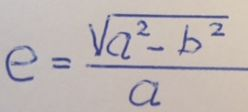 e = √(a² - b²) / a